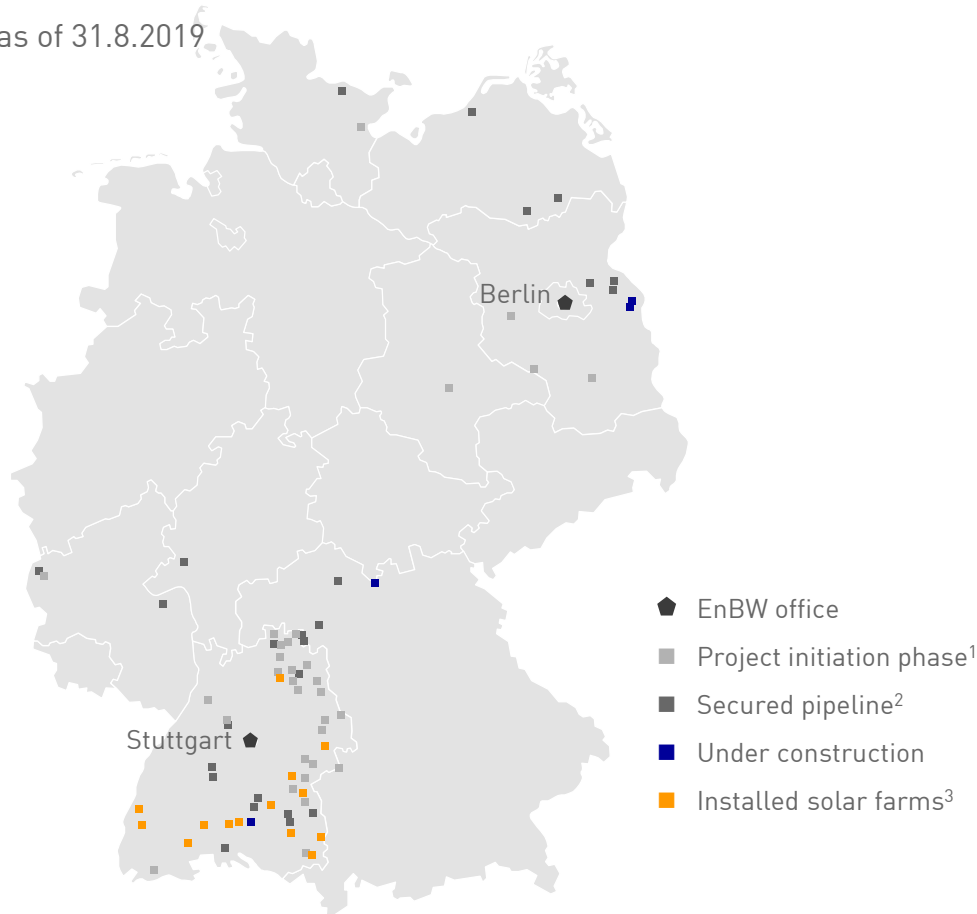 as of 31.8.2019
Berlin
Stuttgart
EnBW office
Project initiation phase¹
Secured pipeline²
Under construction
Installed solar farms³